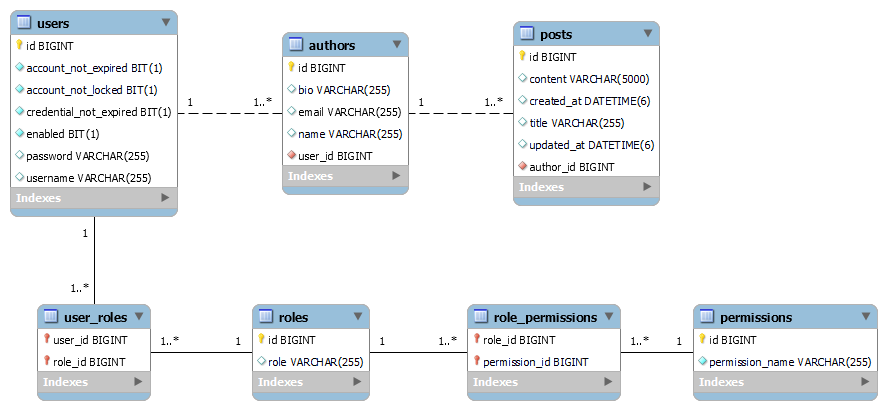 users
id BIGINT
account_not_expired BIT(1)
account_not_locked BIT(1)
credential_not_expired BIT(1)
enabled BIT(1)
password VARCHAR(255)
username VARCHAR(255)
Indexes
1
1..*
authors
id BIGINT
bio VARCHAR(255)
email VARCHAR(255)
name VARCHAR(255)
user_id BIGINT
Indexes
1
1..*
posts
id BIGINT
content VARCHAR(5000)
created_at DATETIME(6)
title VARCHAR(255)
updated_at DATETIME(6)
author_id BIGINT
Indexes
1
1..*
user_roles
user_id BIGINT
role_id BIGINT
Indexes
1..*
1
roles
id BIGINT
role VARCHAR(255)
Indexes
1
1..*
role_permissions
role_id BIGINT
permission_id BIGINT
Indexes
1..*
1
permissions
id BIGINT
permission_name VARCHAR(255)
Indexes